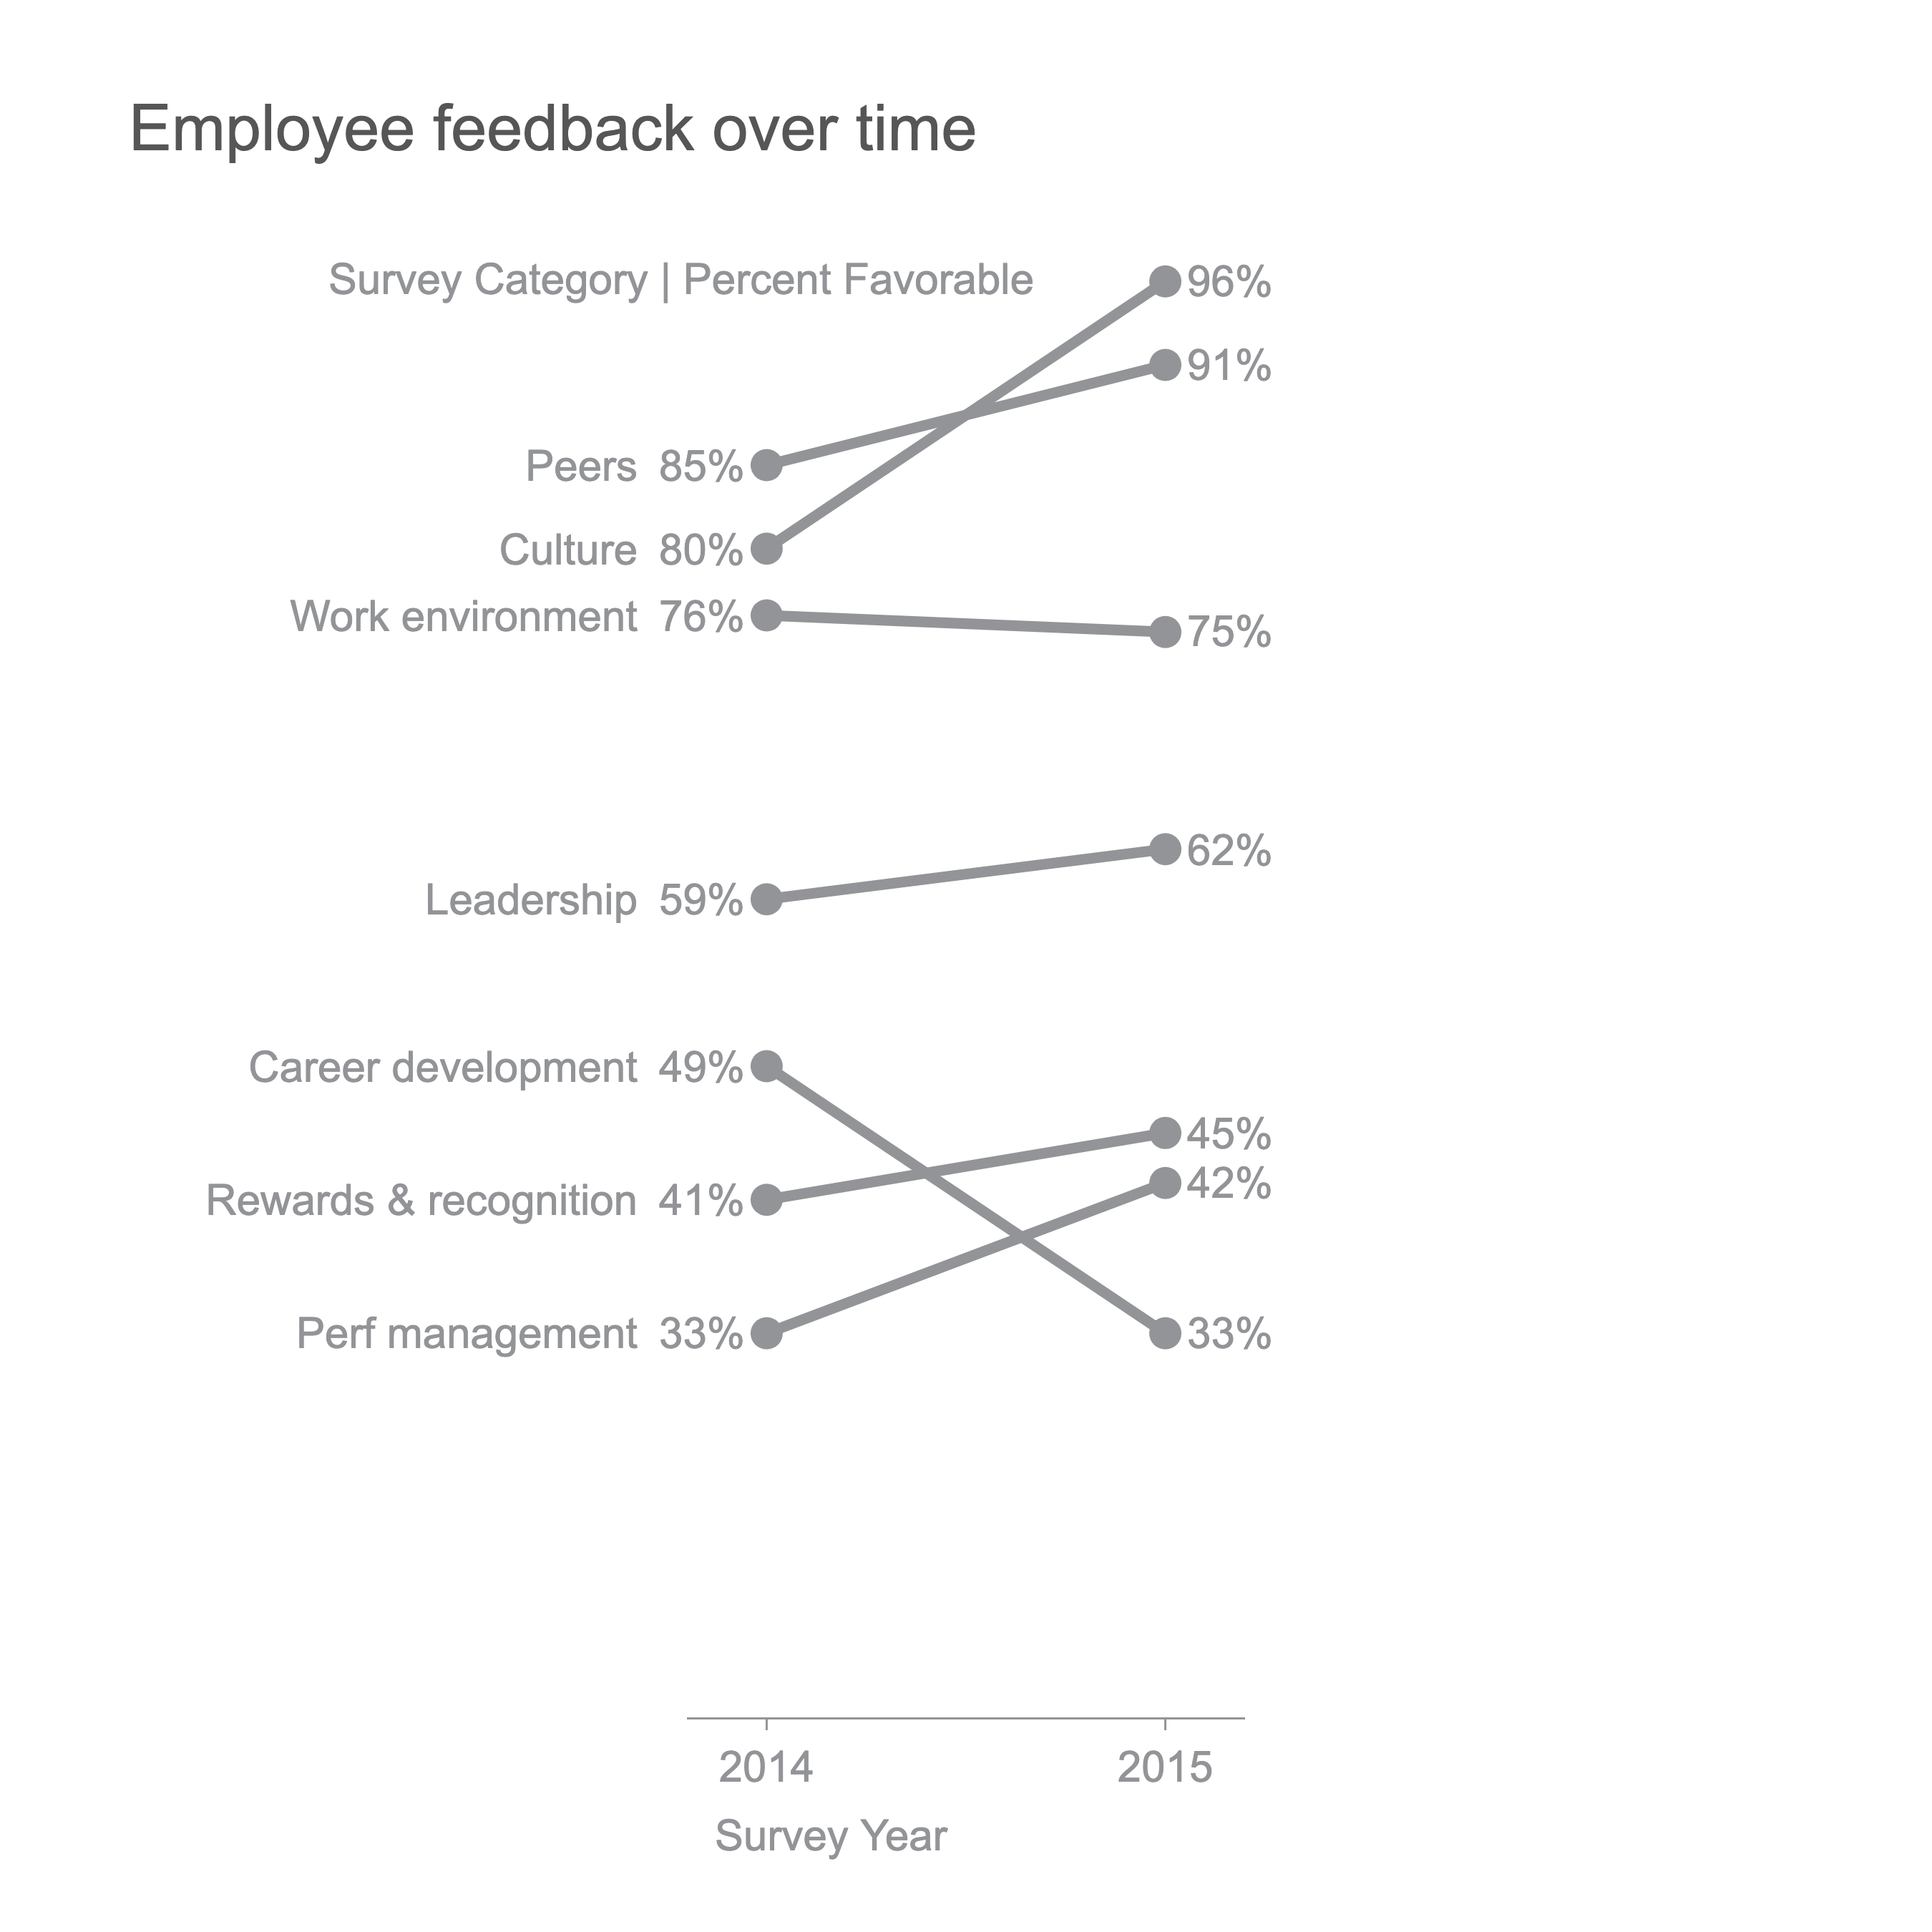 Employee feedback over time
Survey Category | Percent Favorable
96%
91%
Peers 85%
Culture 80%
Work environment 76%
75%
62%
Leadership 59%
Career development 49%
45%
42%
Rewards & recognition 41%
Perf management 33%
33%
2014 2015
Survey Year